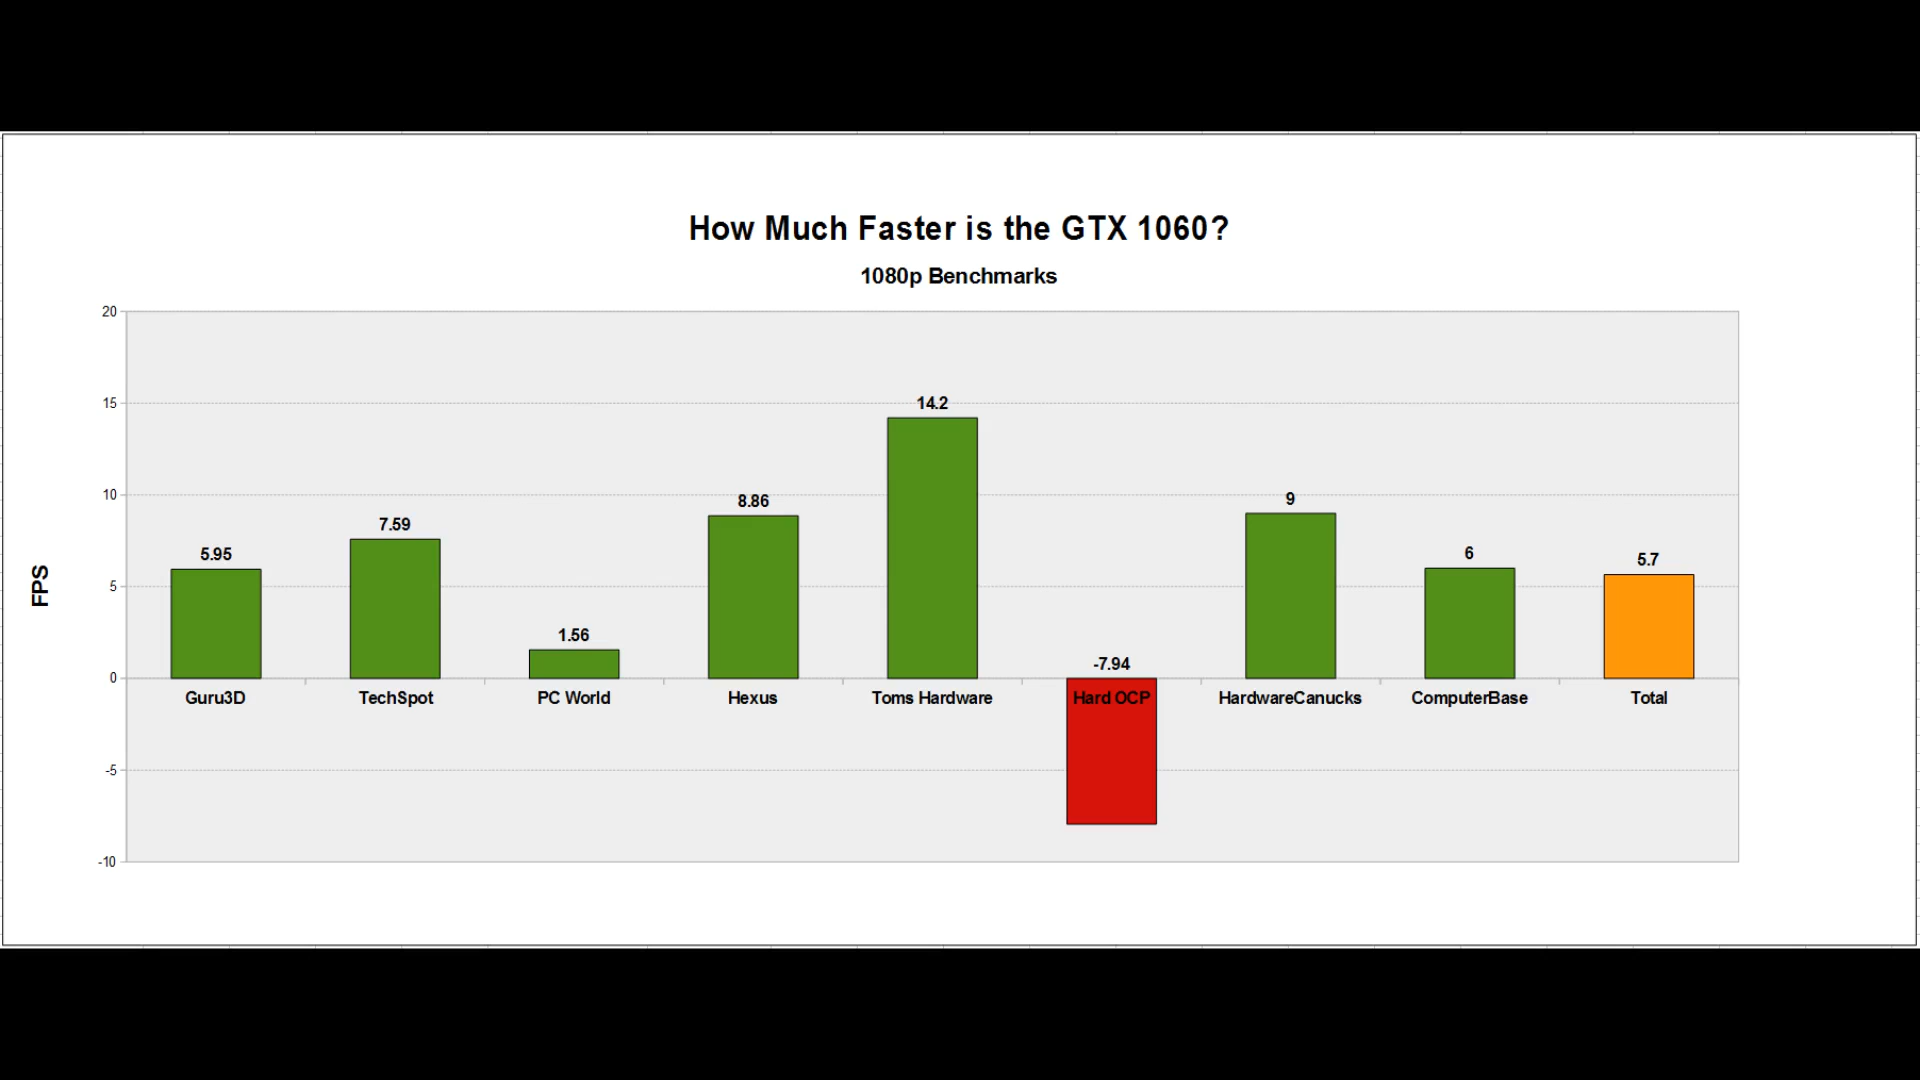 How Much Faster is the GTX 1060?
1080p Benchmarks
FPS
20
15
10
5
0
-5
-10
5.95
7.59
1.56
8.86
14.2
-7.94
9
6
5.7
Guru3D
TechSpot
PC World
Hexus
Toms Hardware
Hard OCP
HardwareCanucks
ComputerBase
Total